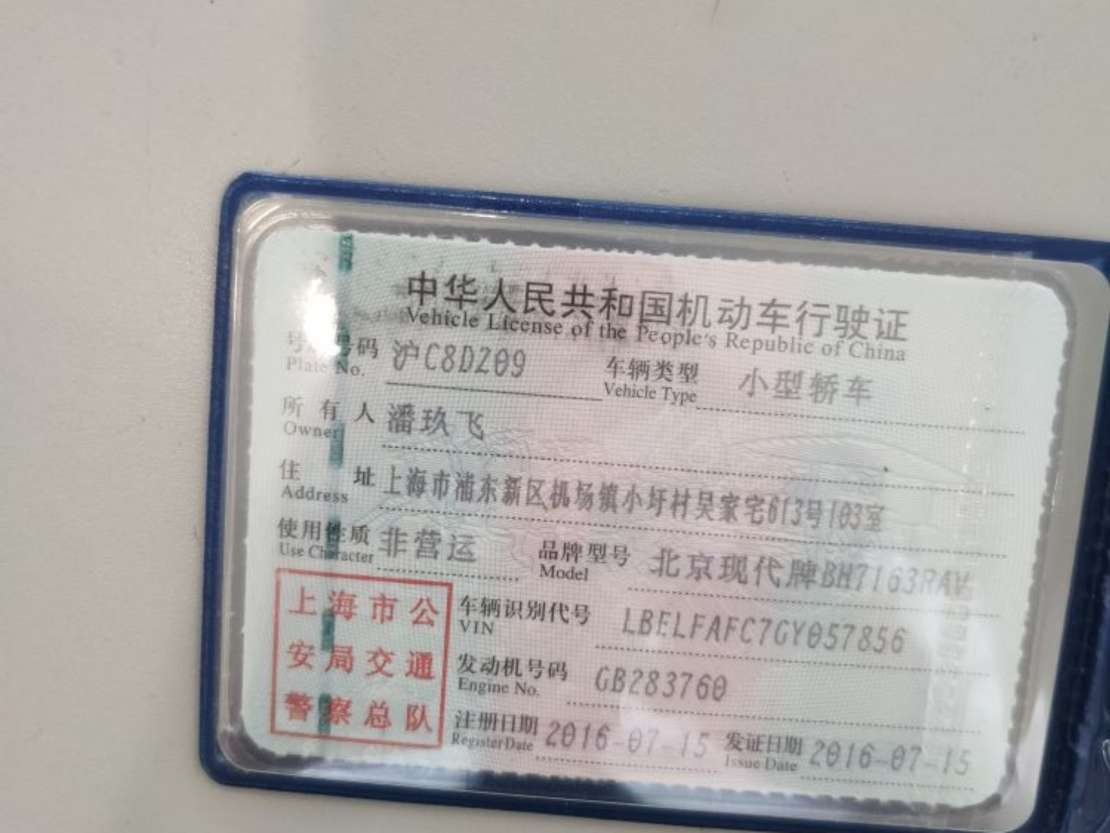 中华人民共和国机动车行驶证
Vehicle License of the People's Republic of China
号牌号码 沪C8DZ09 车辆类型 小型轿车
Plate No. Vehicle Type
所有人 潘玖飞
Owner
住址 上海市浦东新区机场镇小圩村吴家宅613号103室
Address
使用性质 非营运 品牌型号 北京现代牌BH7163RAV
Use Character Model
上海市公
安局交通
警察总队
车辆识别代号 LBELFAFC7GY057856
VIN
发动机号码 GB283760
Engine No.
注册日期 2016-07-15 发证日期 2016-07-15
Register Date Issue Date